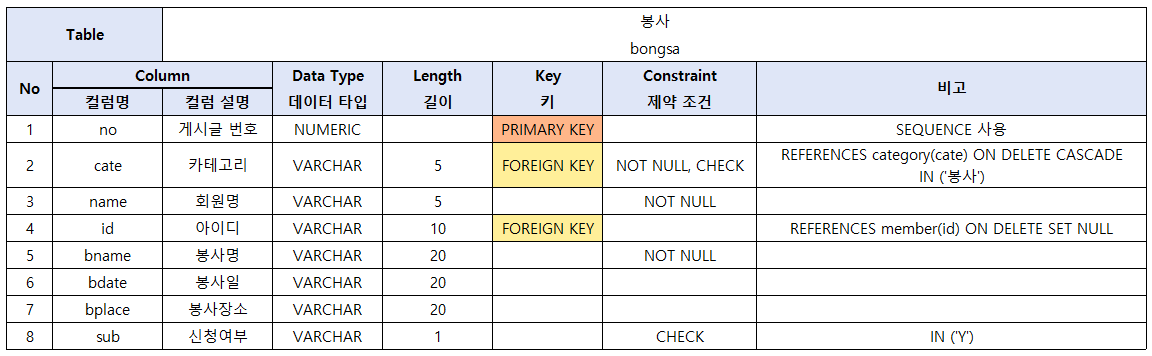 Table 봉사
bongsa
No Column Data Type Length Key Constraint 비고
컬럼명 컬럼 설명 데이터 타입 길이 키 제약 조건
1 no 게시글 번호 NUMERIC PRIMARY KEY SEQUENCE 사용
2 cate 카테고리 VARCHAR 5 FOREIGN KEY NOT NULL, CHECK REFERENCES category(cate) ON DELETE CASCADE
IN ('봉사')
3 name 회원명 VARCHAR 5 NOT NULL
4 id 아이디 VARCHAR 10 FOREIGN KEY REFERENCES member(id) ON DELETE SET NULL
5 bname 봉사명 VARCHAR 20 NOT NULL
6 bdate 봉사일 VARCHAR 20
7 bplace 봉사장소 VARCHAR 20
8 sub 신청여부 VARCHAR 1 CHECK IN ('Y')